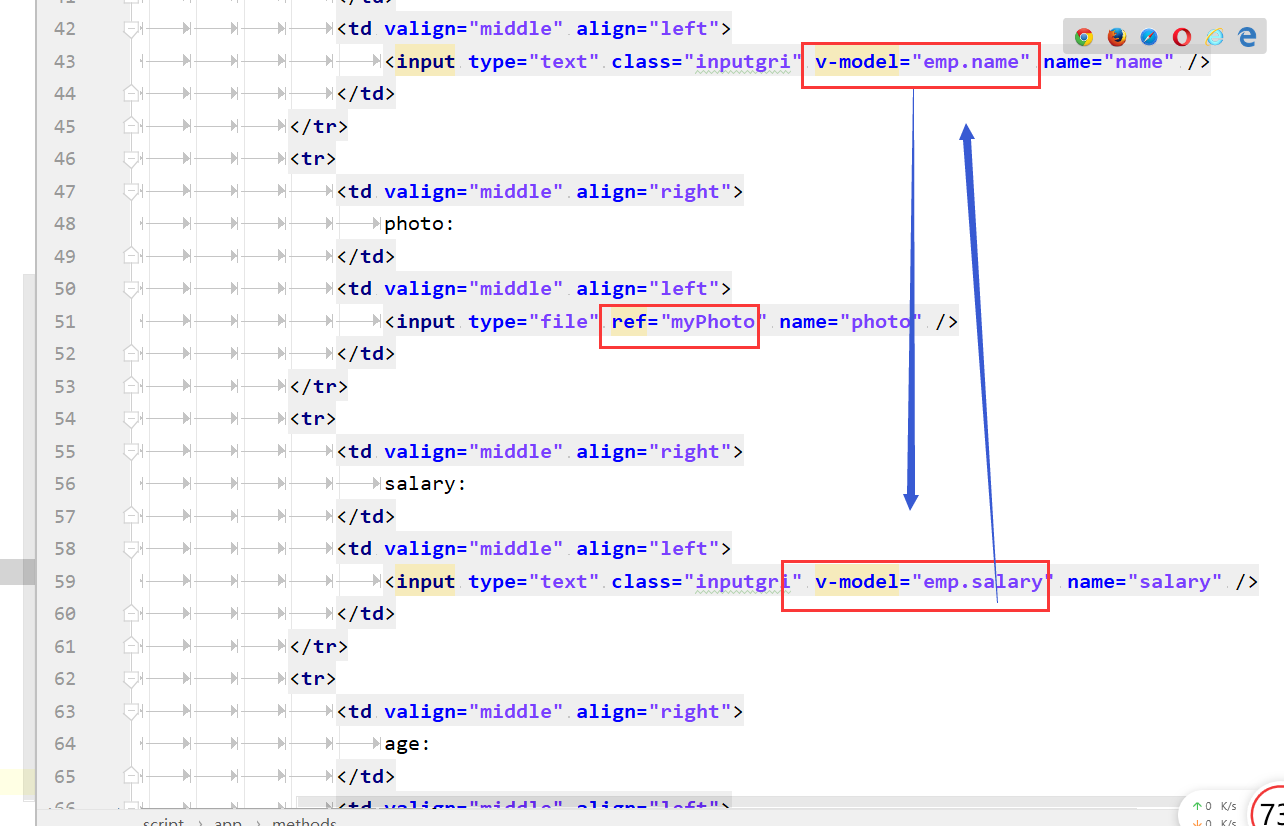 42 <td valign="middle" align="left">
43 <input type="text" class="inputgri" v-model="emp.name" name="name" />
44 </td>
45 </tr>
46 <tr>
47 <td valign="middle" align="right">
48 photo:
49 </td>
50 <td valign="middle" align="left">
51 <input type="file" ref="myPhoto" name="photo" />
52 </td>
53 </tr>
54 <tr>
55 <td valign="middle" align="right">
56 salary:
57 </td>
58 <td valign="middle" align="left">
59 <input type="text" class="inputgri" v-model="emp.salary" name="salary" />
60 </td>
61 </tr>
62 <tr>
63 <td valign="middle" align="right">
64 age:
65 </td>
66 <td valign="middle" align="left">
script › app › methods
↑ 0 K/s
↓ 0 K/s
73